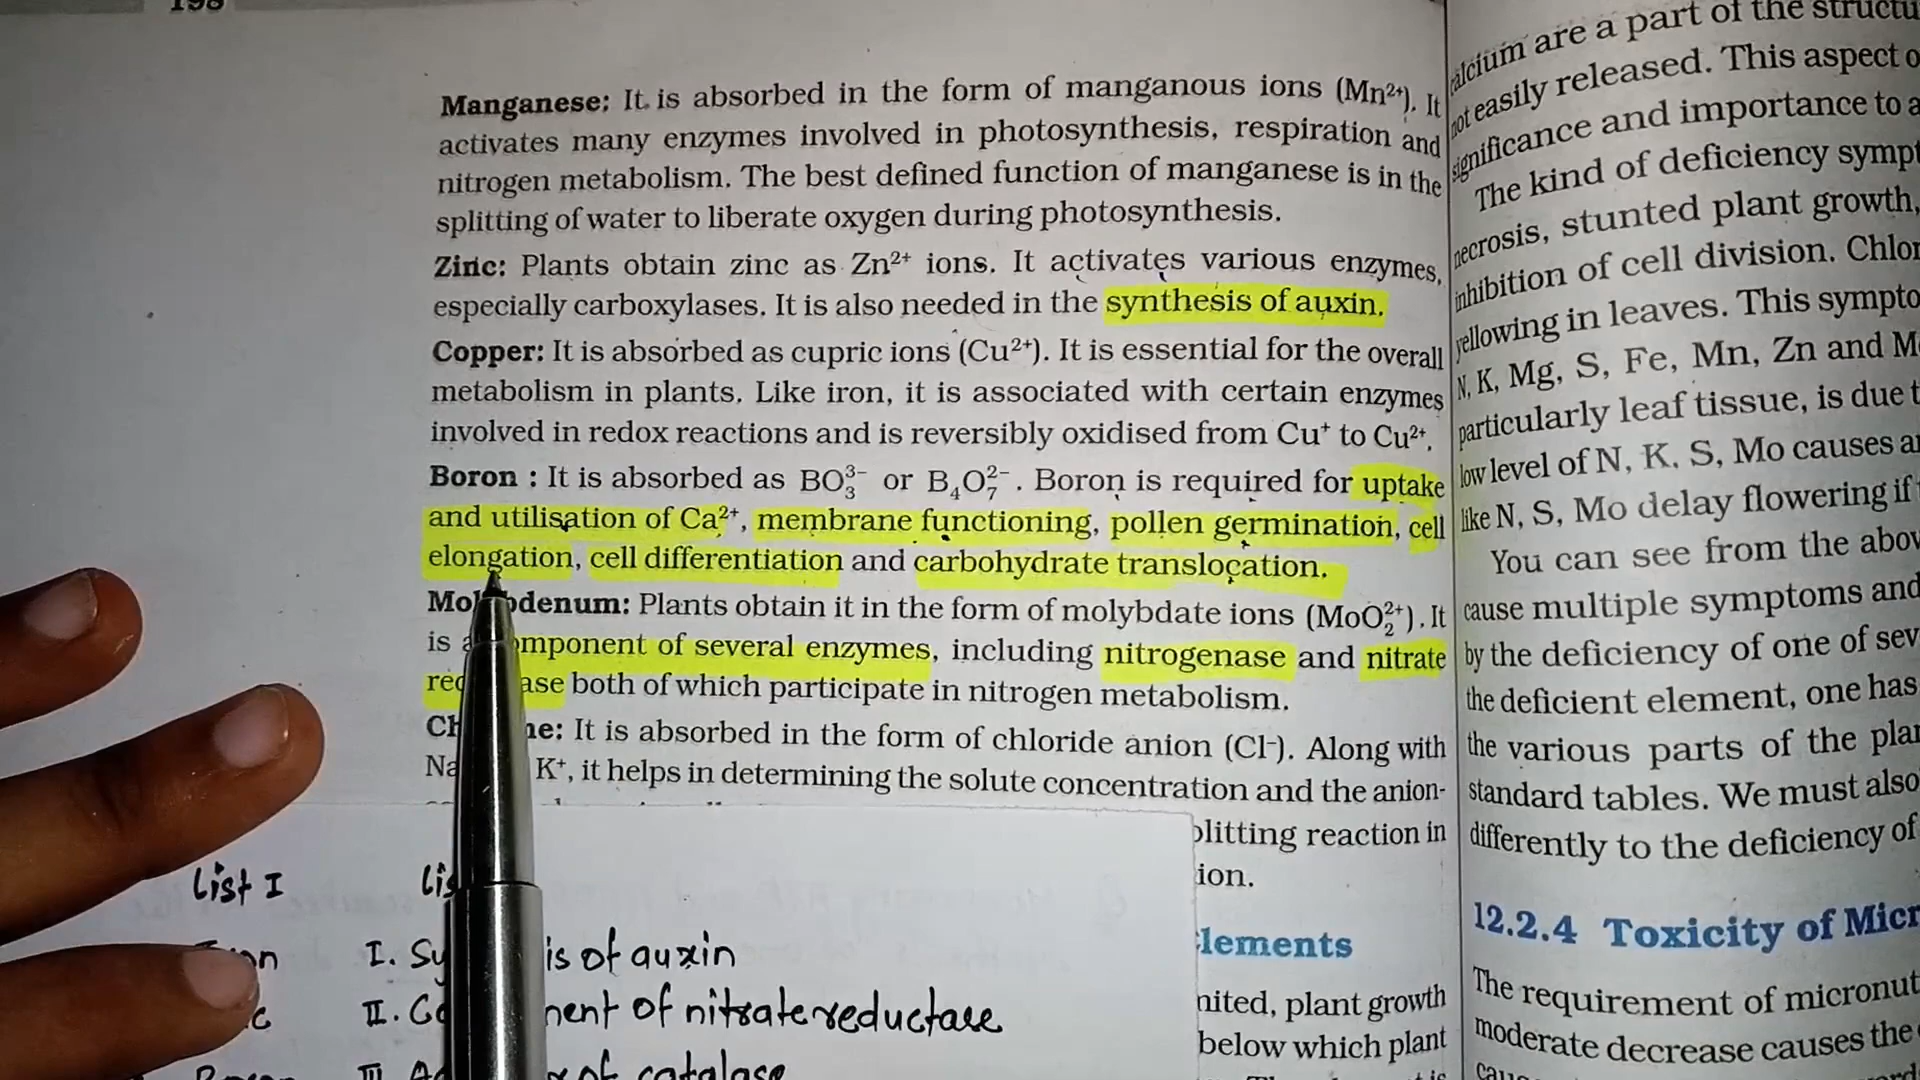 198
Manganese: It is absorbed in the form of manganous ions (Mn²⁺). It
activates many enzymes involved in photosynthesis, respiration and
nitrogen metabolism. The best defined function of manganese is in the
splitting of water to liberate oxygen during photosynthesis.
Zinc: Plants obtain zinc as Zn²⁺ ions. It activates various enzymes,
especially carboxylases. It is also needed in the synthesis of auxin.
Copper: It is absorbed as cupric ions (Cu²⁺). It is essential for the overall
metabolism in plants. Like iron, it is associated with certain enzymes
involved in redox reactions and is reversibly oxidised from Cu⁺ to Cu²⁺.
Boron : It is absorbed as BO₃³⁻ or B₄O₇²⁻. Boron is required for uptake
and utilisation of Ca²⁺, membrane functioning, pollen germination, cell
elongation, cell differentiation and carbohydrate translocation.
Molybdenum: Plants obtain it in the form of molybdate ions (MoO₂²⁺). It
is a component of several enzymes, including nitrogenase and nitrate
reductase both of which participate in nitrogen metabolism.
It is absorbed in the form of chloride anion (Cl⁻). Along with
K⁺, it helps in determining the solute concentration and the anion-
splitting reaction in
ion.
lements
below which plant
List I
I. Synthesis of auxin
II. Component of nitrate reductase
III of catalase
calcium are a part of the structu
not easily released. This aspect o
significance and importance to a
The kind of deficiency sympt
necrosis, stunted plant growth,
inhibition of cell division. Chlor
yellowing in leaves. This sympto
N, K, Mg, S, Fe, Mn, Zn and M
particularly leaf tissue, is due t
low level of N, K, S, Mo causes a
like N, S, Mo delay flowering if
You can see from the abov
cause multiple symptoms and
by the deficiency of one of sev
the deficient element, one has
the various parts of the pla
standard tables. We must also
differently to the deficiency of
12.2.4 Toxicity of Micr
The requirement of micronut
moderate decrease causes the